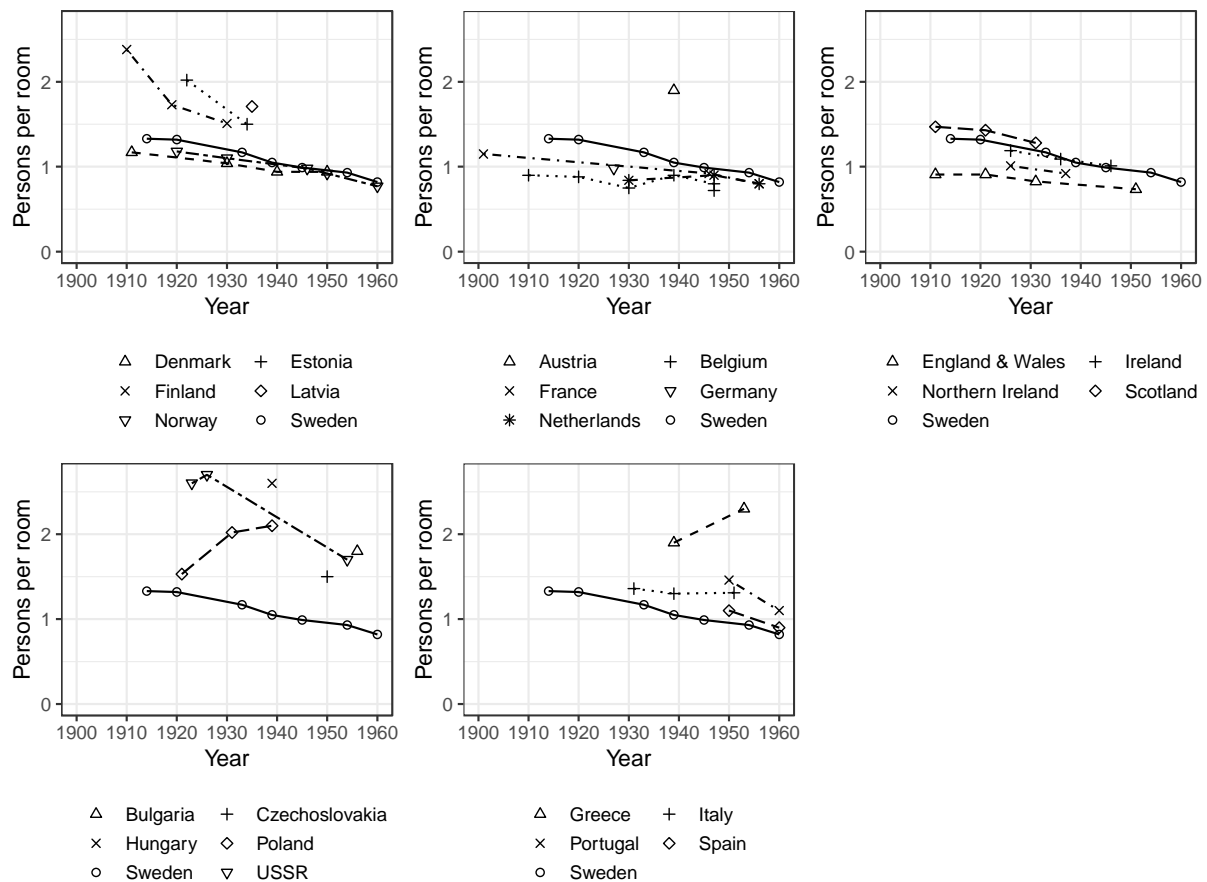 Persons per room
2
1
0
1900 1910 1920 1930 1940 1950 1960
Year
Denmark Estonia
Finland Latvia
Norway Sweden
Persons per room
2
1
0
1900 1910 1920 1930 1940 1950 1960
Year
Austria Belgium
France Germany
Netherlands Sweden
Persons per room
2
1
0
1900 1910 1920 1930 1940 1950 1960
Year
England & Wales Ireland
Northern Ireland Scotland
Sweden
Persons per room
2
1
0
1900 1910 1920 1930 1940 1950 1960
Year
Bulgaria Czechoslovakia
Hungary Poland
Sweden USSR
Persons per room
2
1
0
1900 1910 1920 1930 1940 1950 1960
Year
Greece Italy
Portugal Spain
Sweden